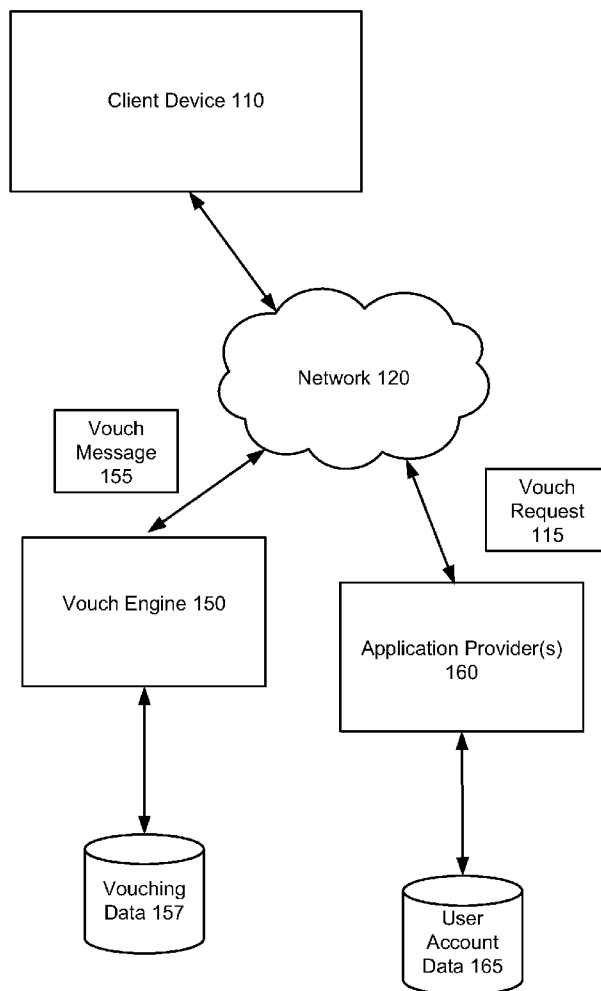 Client Device 110
Network 120
Vouch
Message
155
Vouch
Request
115
Vouch Engine 150
Application Provider(s)
160
Vouching
Data 157
User
Account
Data 165